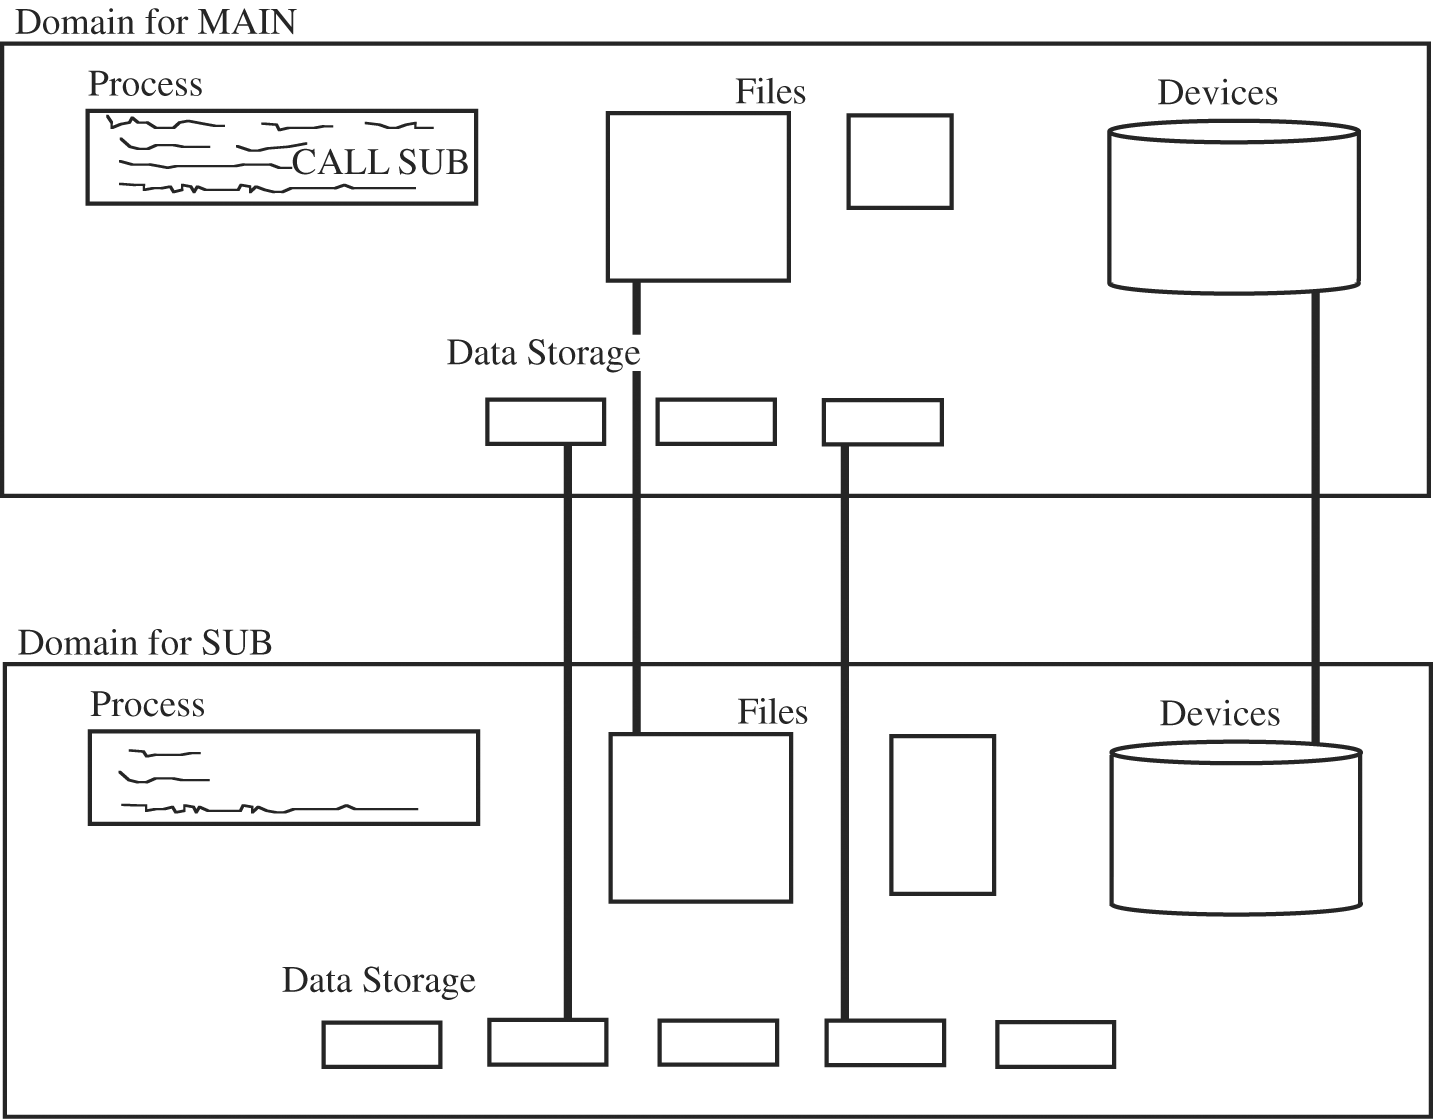 Domain for MAIN
Process
Files
Devices
CALL SUB
Data Storage
Domain for SUB
Process
Files
Devices
Data Storage